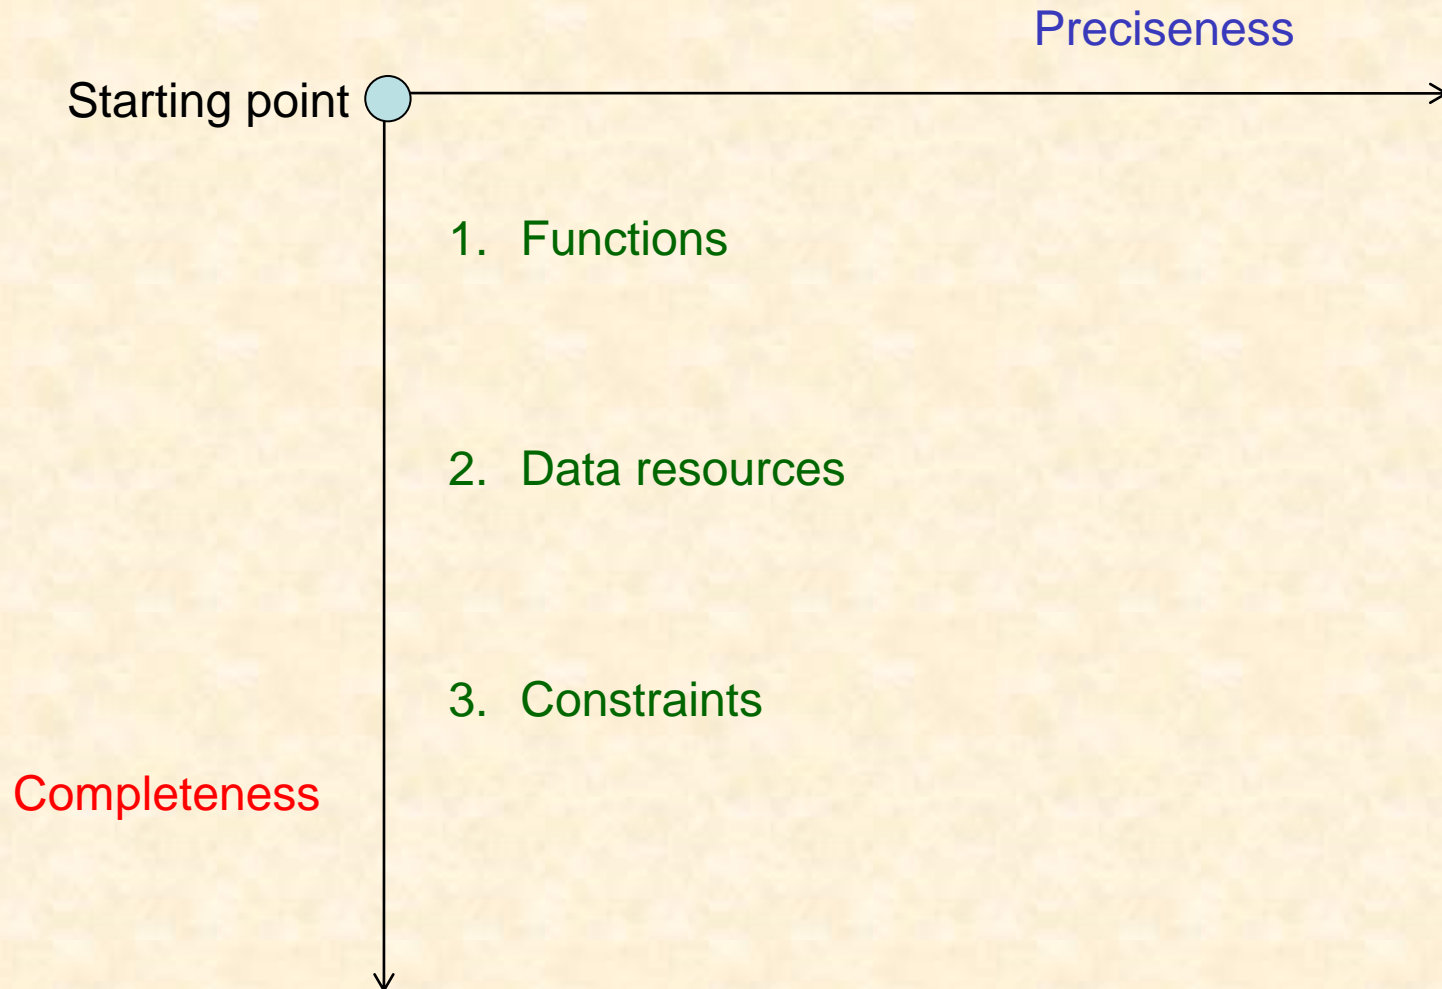 Preciseness
Starting point
1. Functions
2. Data resources
3. Constraints
Completeness